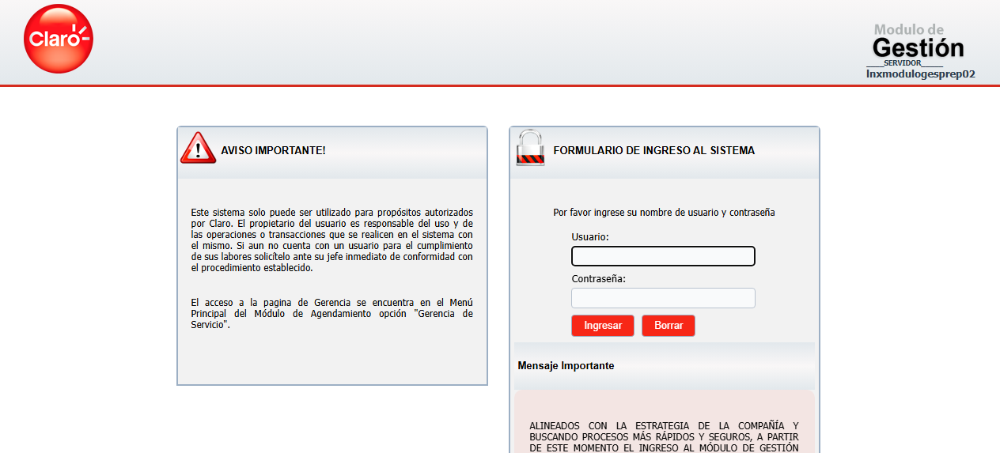 Claro
Modulo de
Gestión
____SERVIDOR_____
lnxmodulogesprep02
AVISO IMPORTANTE!
Este sistema solo puede ser utilizado para propósitos autorizados
por Claro. El propietario del usuario es responsable del uso y de
las operaciones o transacciones que se realicen en el sistema con
el mismo. Si aun no cuenta con un usuario para el cumplimiento
de sus labores solicítelo ante su jefe inmediato de conformidad con
el procedimiento establecido.
El acceso a la pagina de Gerencia se encuentra en el Menú
Principal del Módulo de Agendamiento opción "Gerencia de
Servicio".
FORMULARIO DE INGRESO AL SISTEMA
Por favor ingrese su nombre de usuario y contraseña
Usuario:
Contraseña:
Ingresar Borrar
Mensaje Importante
ALINEADOS CON LA ESTRATEGIA DE LA COMPAÑÍA Y
BUSCANDO PROCESOS MÁS RÁPIDOS Y SEGUROS, A PARTIR
DE ESTE MOMENTO EL INGRESO AL MÓDULO DE GESTIÓN